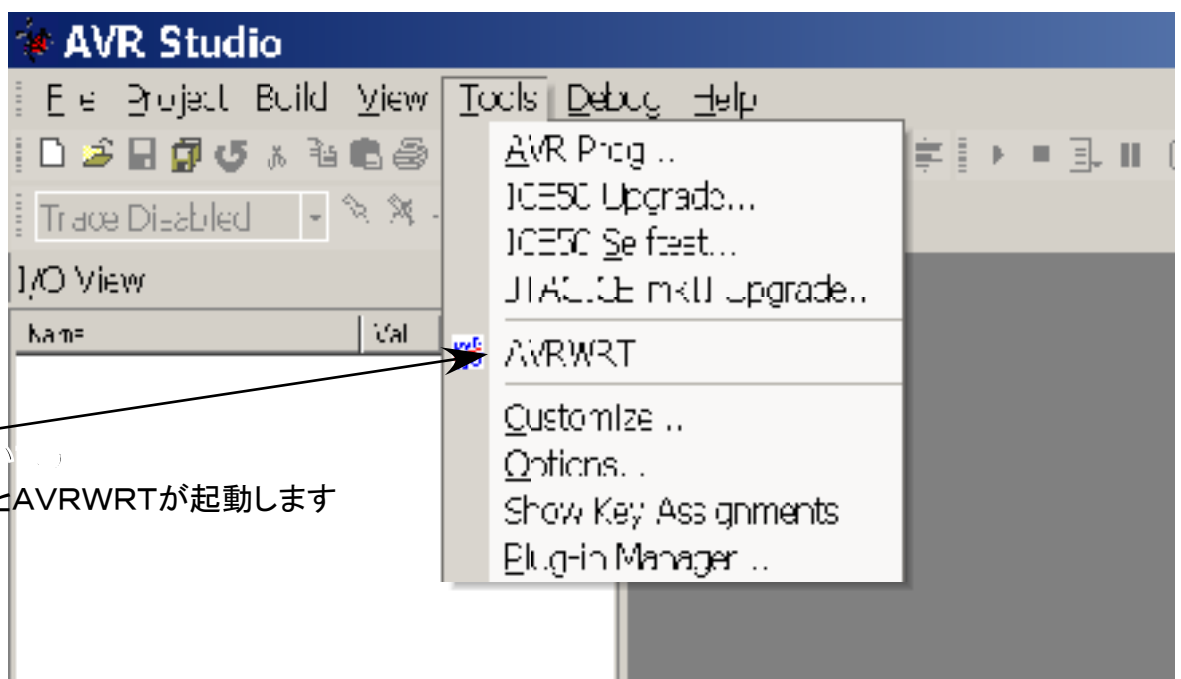 AVR Studio
File Project Build View Tools Debug Help
Trace Disabled
I/O View
Name Val
AVR Prog...
ICE50 Upgrade...
ICE50 Selftest...
JTAGICE mkII Upgrade...
AVRWRT
Customize...
Options...
Show Key Assignments
Plug-in Manager...
とAVRWRTが起動します